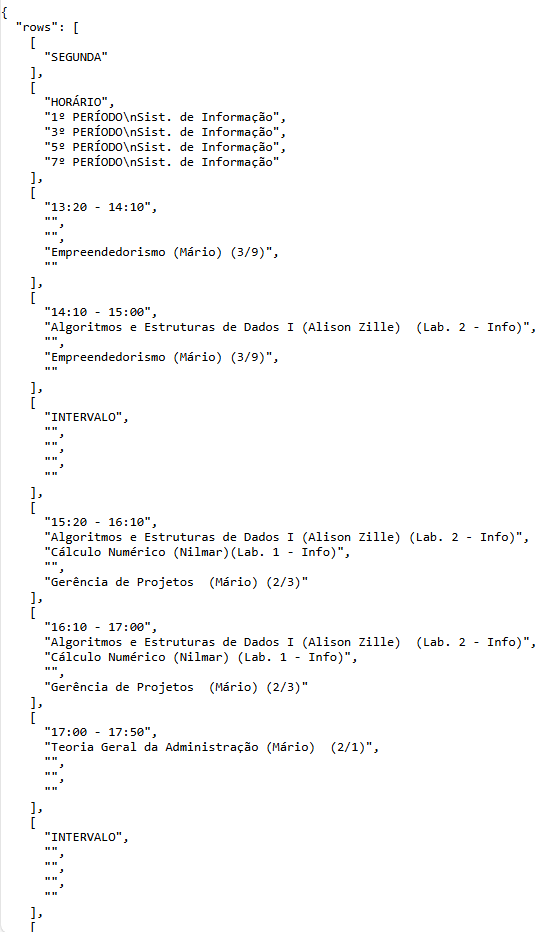 {
  "rows": [
    [
      "SEGUNDA"
    ],
    [
      "HORÁRIO",
      "1º PERÍODO\nSist. de Informação",
      "3º PERÍODO\nSist. de Informação",
      "5º PERÍODO\nSist. de Informação",
      "7º PERÍODO\nSist. de Informação"
    ],
    [
      "13:20 - 14:10",
      "",
      "",
      "Empreendedorismo (Mário) (3/9)",
      ""
    ],
    [
      "14:10 - 15:00",
      "Algoritmos e Estruturas de Dados I (Alison Zille)  (Lab. 2 - Info)",
      "",
      "Empreendedorismo (Mário) (3/9)",
      ""
    ],
    [
      "INTERVALO",
      "",
      "",
      "",
      ""
    ],
    [
      "15:20 - 16:10",
      "Algoritmos e Estruturas de Dados I (Alison Zille) (Lab. 2 - Info)",
      "Cálculo Numérico (Nilmar)(Lab. 1 - Info)",
      "",
      "Gerência de Projetos  (Mário) (2/3)"
    ],
    [
      "16:10 - 17:00",
      "Algoritmos e Estruturas de Dados I (Alison Zille)  (Lab. 2 - Info)",
      "Cálculo Numérico (Nilmar) (Lab. 1 - Info)",
      "",
      "Gerência de Projetos  (Mário) (2/3)"
    ],
    [
      "17:00 - 17:50",
      "Teoria Geral da Administração (Mário)  (2/1)",
      "",
      "",
      ""
    ],
    [
      "INTERVALO",
      "",
      "",
      "",
      ""
    ],
    [